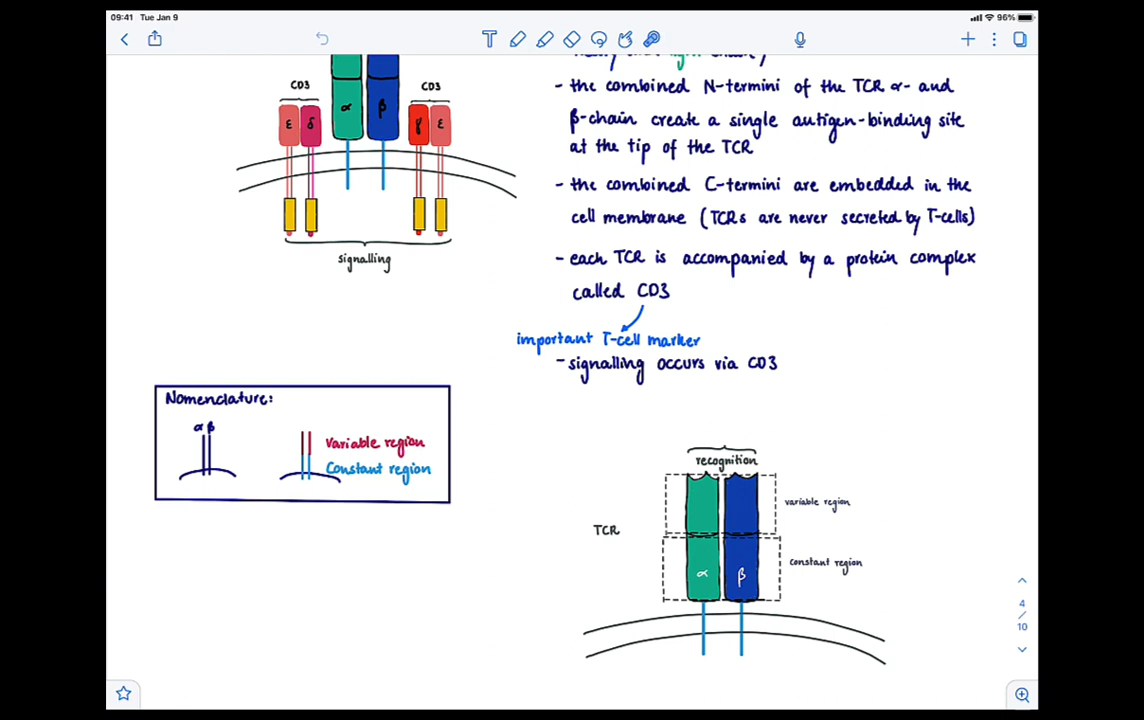 09:41 Tue Jan 9
96%
CD3
CD3
ε δ
α β
γ ε
signalling
- the combined N-termini of the TCR α- and
β-chain create a single antigen-binding site
at the tip of the TCR
- the combined C-termini are embedded in the
cell membrane (TCRs are never secreted by T-cells)
- each TCR is accompanied by a protein complex
called CD3
important T-cell marker
- signalling occurs via CD3
Nomenclature:
α β
Variable region
Constant region
recognition
variable region
TCR
constant region
α β
4
/
10